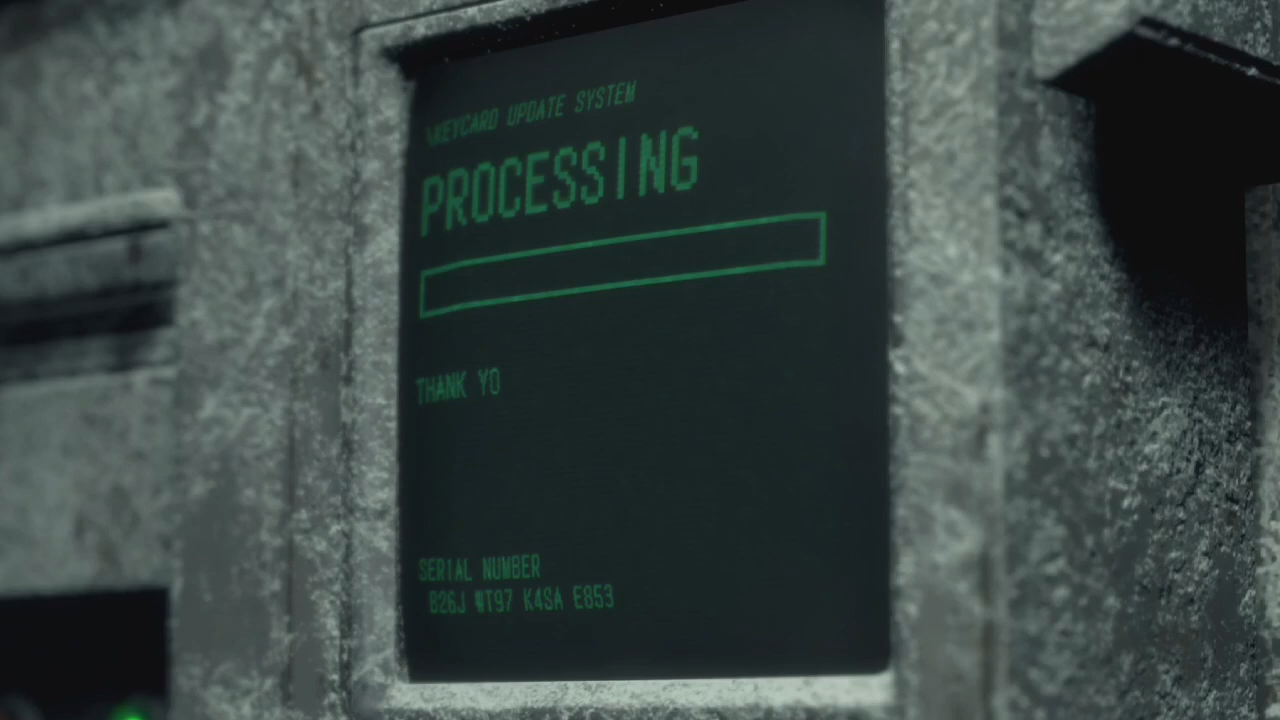 \KEYCARD UPDATE SYSTEM
PROCESSING
THANK YO
SERIAL NUMBER
B26J WT97 K4SA E853